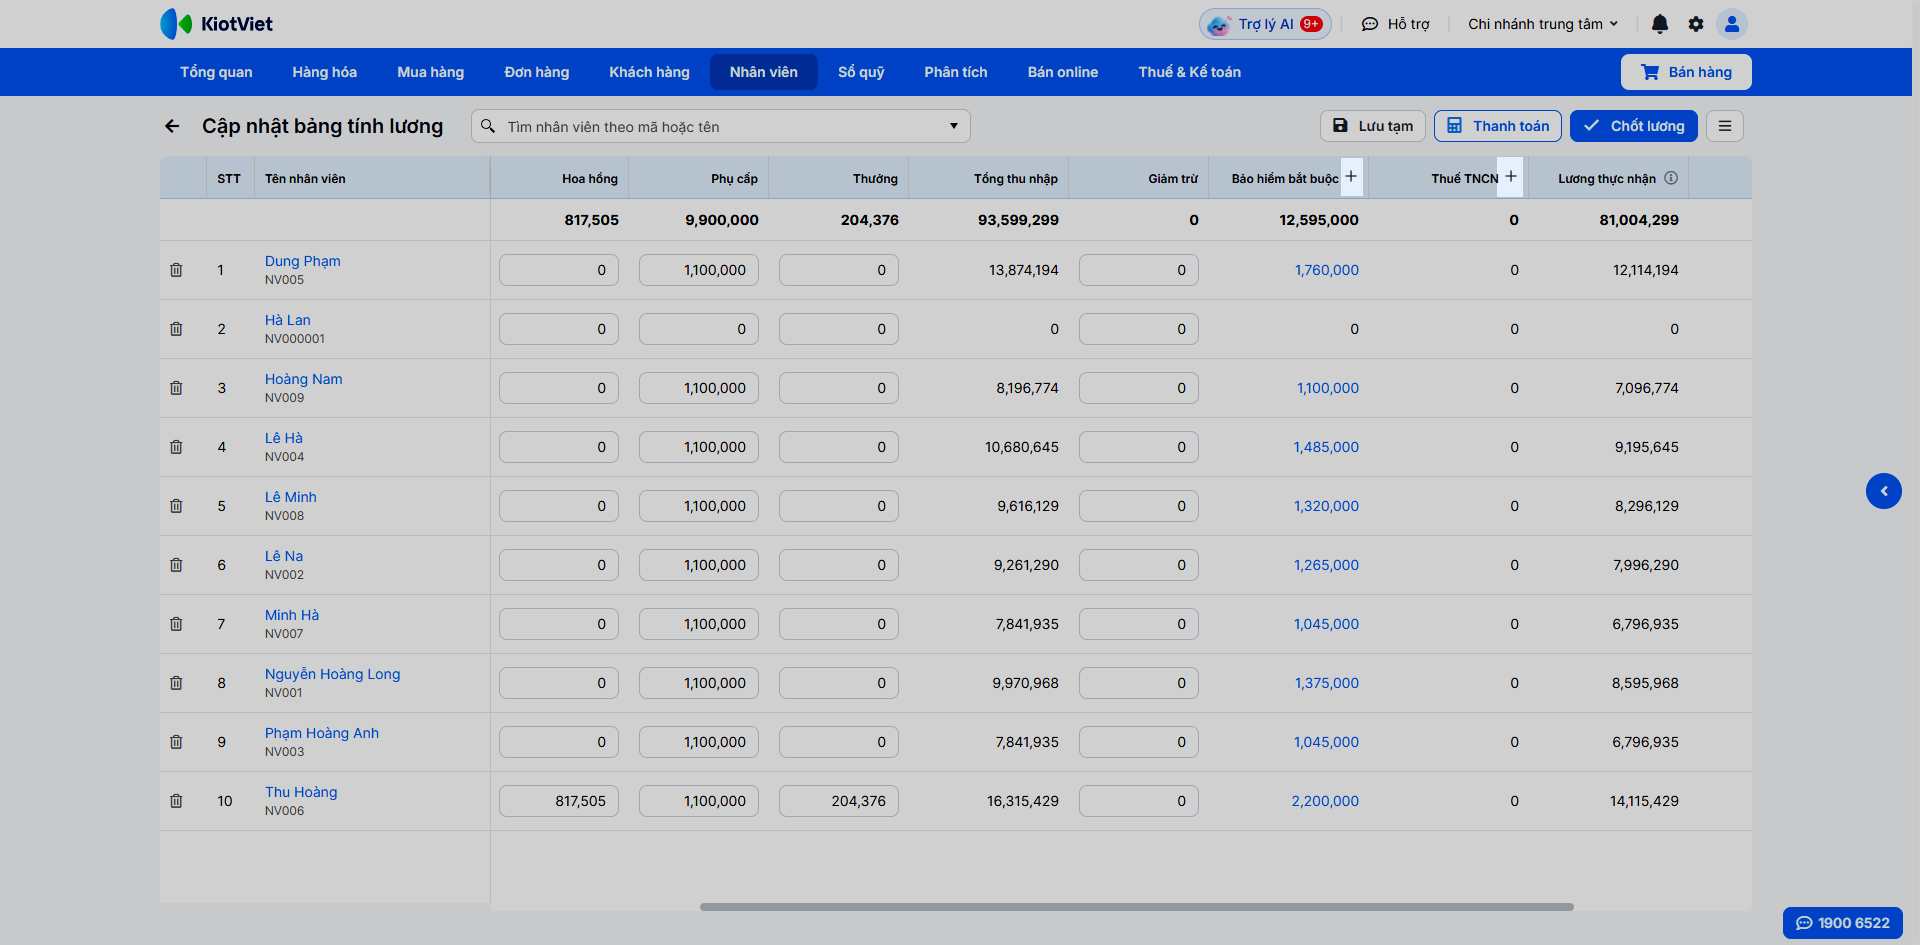 KiotViet
Trợ lý AI 9+ Hỗ trợ Chi nhánh trung tâm
Tổng quan Hàng hóa Mua hàng Đơn hàng Khách hàng Nhân viên Sổ quỹ Phân tích Bán online Thuế & Kế toán Bán hàng
Cập nhật bảng tính lương Tìm nhân viên theo mã hoặc tên Lưu tạm Thanh toán Chốt lương
STT Tên nhân viên Hoa hồng Phụ cấp Thưởng Tổng thu nhập Giảm trừ Bảo hiểm bắt buộc + Thuế TNCN + Lương thực nhận
817,505 9,900,000 204,376 93,599,299 0 12,595,000 0 81,004,299
1 Dung Phạm 0 1,100,000 0 13,874,194 0 1,760,000 0 12,114,194
NV005
2 Hà Lan 0 0 0 0 0 0 0 0
NV000001
3 Hoàng Nam 0 1,100,000 0 8,196,774 0 1,100,000 0 7,096,774
NV009
4 Lê Hà 0 1,100,000 0 10,680,645 0 1,485,000 0 9,195,645
NV004
5 Lê Minh 0 1,100,000 0 9,616,129 0 1,320,000 0 8,296,129
NV008
6 Lê Na 0 1,100,000 0 9,261,290 0 1,265,000 0 7,996,290
NV002
7 Minh Hà 0 1,100,000 0 7,841,935 0 1,045,000 0 6,796,935
NV007
8 Nguyễn Hoàng Long 0 1,100,000 0 9,970,968 0 1,375,000 0 8,595,968
NV001
9 Phạm Hoàng Anh 0 1,100,000 0 7,841,935 0 1,045,000 0 6,796,935
NV003
10 Thu Hoàng 817,505 1,100,000 204,376 16,315,429 0 2,200,000 0 14,115,429
NV006
1900 6522